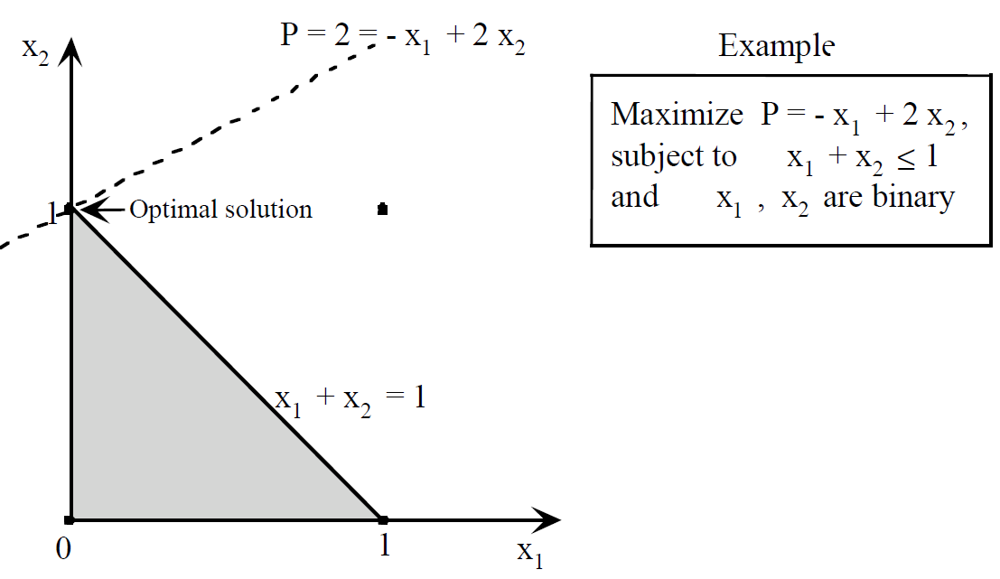 P = 2 = - x₁ + 2 x₂
x₂
Example
Maximize P = - x₁ + 2 x₂,
subject to x₁ + x₂ ≤ 1
and x₁ , x₂ are binary
1
Optimal solution
x₁ + x₂ = 1
0
1
x₁